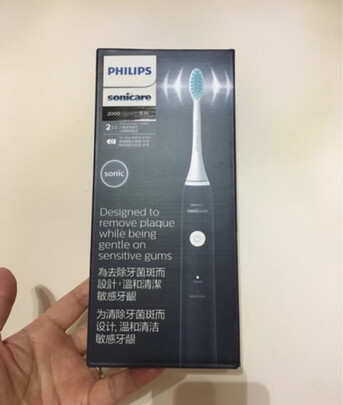 PHILIPS
sonicare
2000
2
sonic
Designed to
remove plaque
while being
gentle on
sensitive gums
為去除牙菌斑而
設計，溫和清潔
敏感牙齦
为清除牙菌斑而
设计, 温和清洁
敏感牙龈